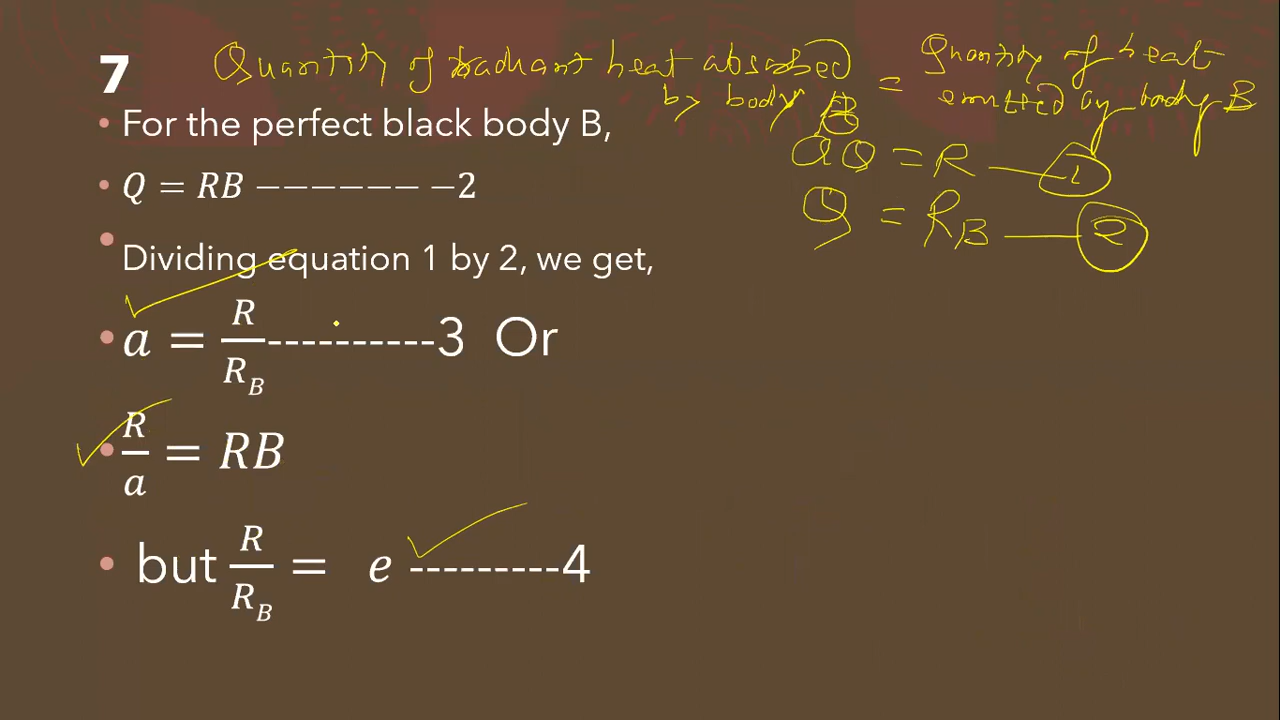 7
Quantity of radiant heat absorbed by body B = Quantity of heat emitted by body B
aQ = R — 1
Q = R_B — 2
• For the perfect black body B,
• Q = RB −−−−−− −2
• Dividing equation 1 by 2, we get,
• a = R/R_B ----------3 Or
• R/a = RB
• but R/R_B = e ---------4